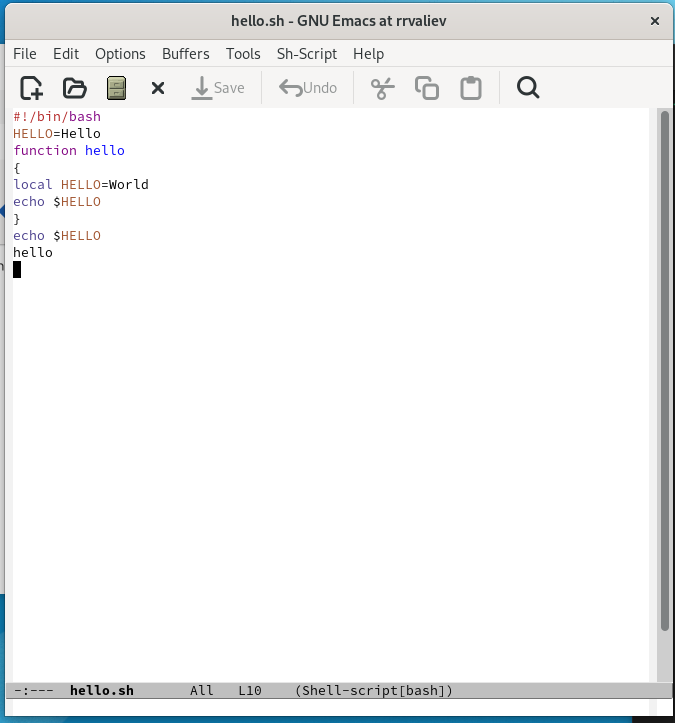 hello.sh - GNU Emacs at rrvaliev
File Edit Options Buffers Tools Sh-Script Help
Save Undo
#!/bin/bash
HELLO=Hello
function hello
{
local HELLO=World
echo $HELLO
}
echo $HELLO
hello
-:--- hello.sh All L10 (Shell-script[bash])